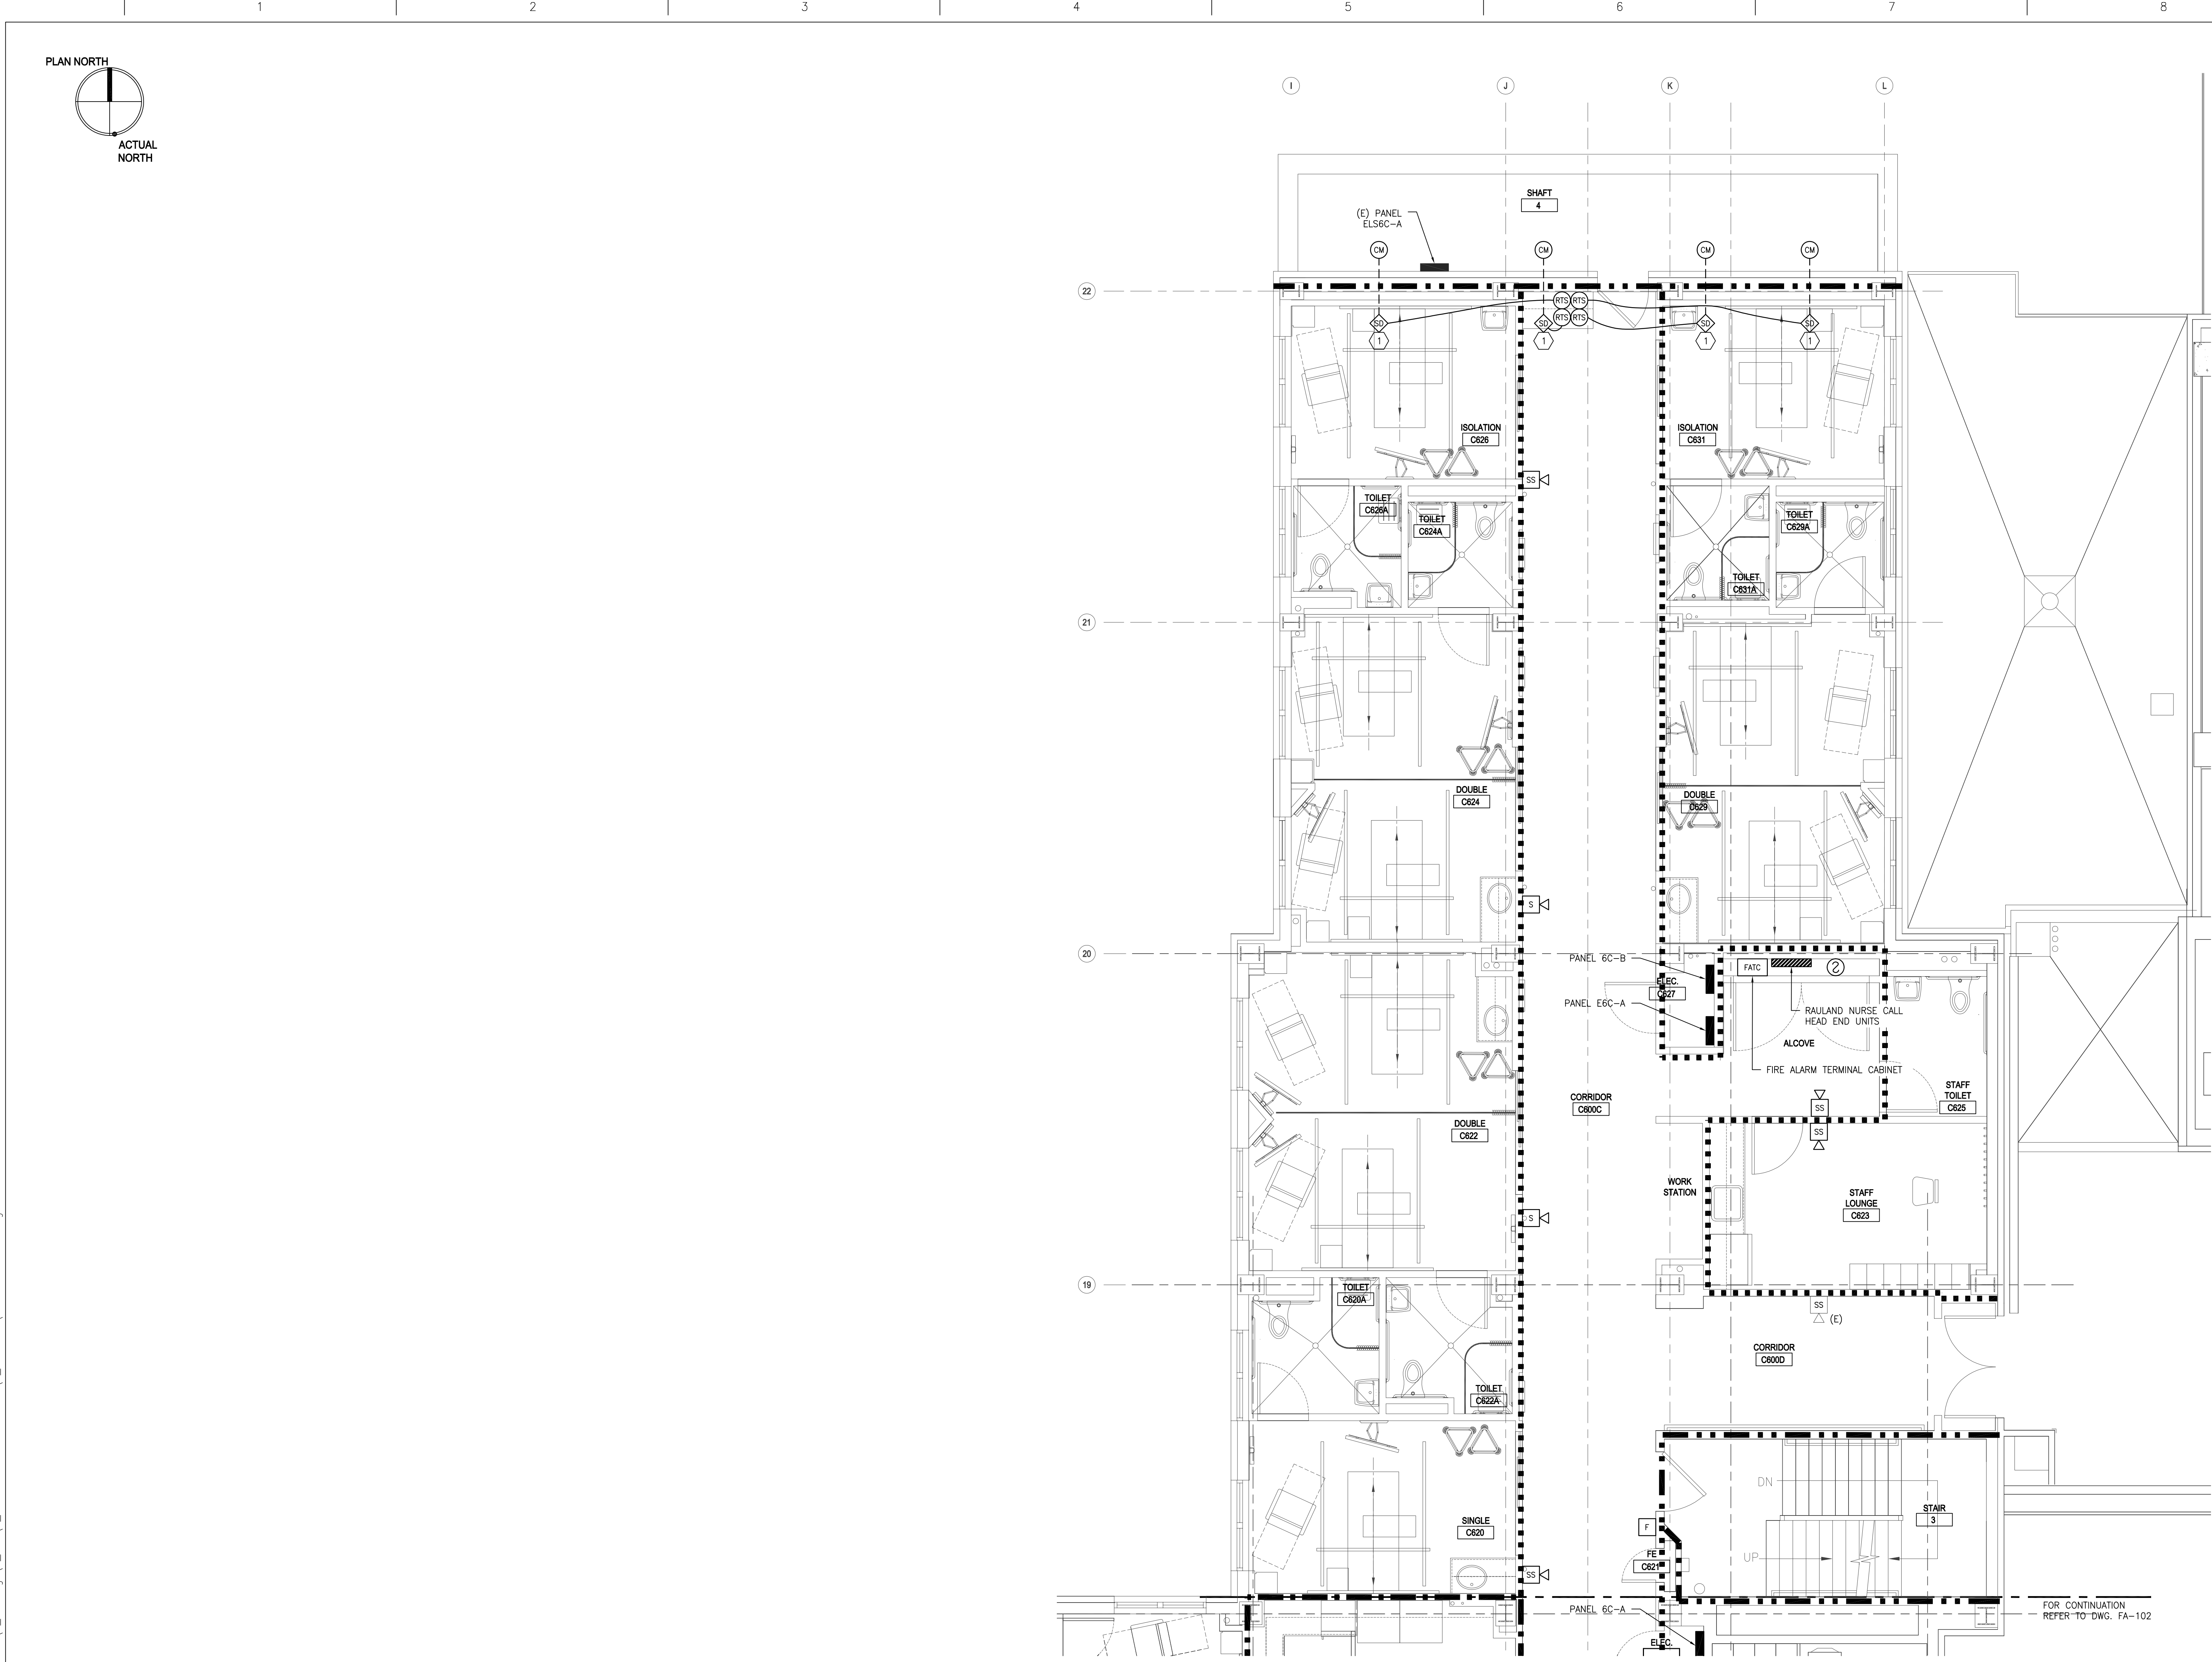 1 2 3 4 5 6 7 8
PLAN NORTH
ACTUAL
NORTH
I J K L
SHAFT
4
(E) PANEL
ELS6C-A
CM CM CM CM
22
RTS RTS
RTS RTS
SD SD SD SD
1 1 1 1
ISOLATION
C626
ISOLATION
C631
SS
TOILET
C626A
TOILET
C624A
TOILET
C629A
TOILET
C631A
21
DOUBLE
C624
DOUBLE
C629
S
20
PANEL 6C-B
FATC
2
ELEC.
C627
PANEL E6C-A
RAULAND NURSE CALL
HEAD END UNITS
ALCOVE
FIRE ALARM TERMINAL CABINET
STAFF
TOILET
C625
CORRIDOR
C600C
SS
SS
DOUBLE
C622
WORK
STATION
STAFF
LOUNGE
C623
S
19
TOILET
C620A
SS
(E)
CORRIDOR
C600D
TOILET
C622A
DN
STAIR
3
SINGLE
C620
F
UP
FE
C621
SS
PANEL 6C-A
FOR CONTINUATION
REFER TO DWG. FA-102
ELEC.